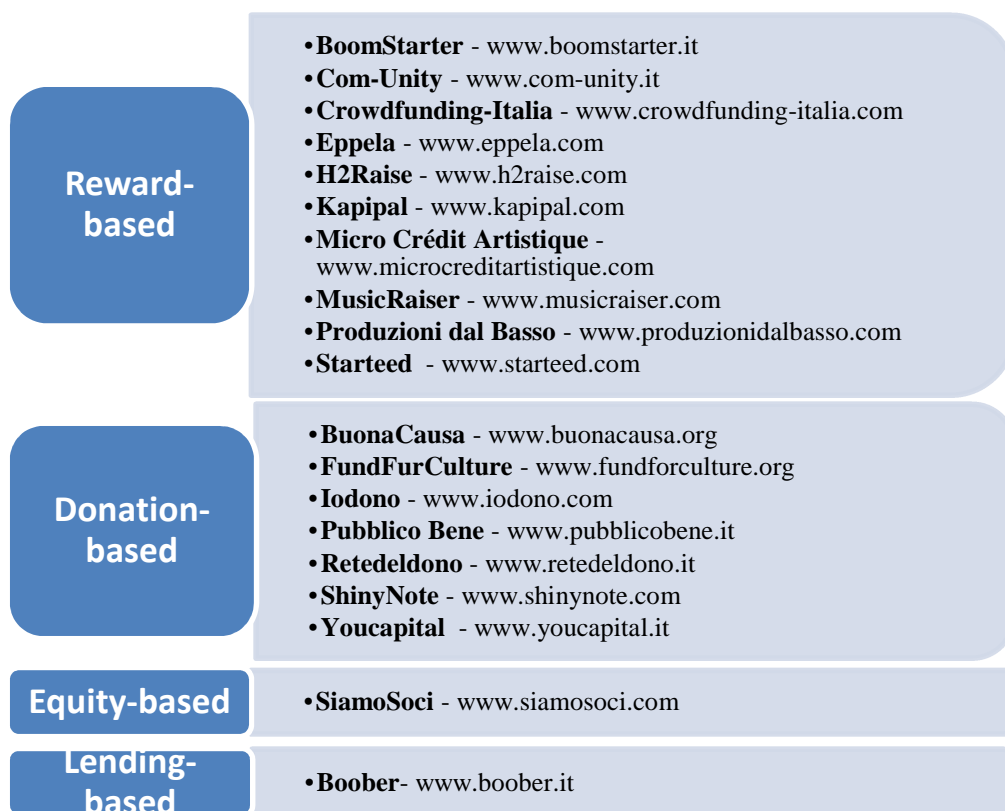 Reward-
based
•BoomStarter - www.boomstarter.it
•Com-Unity - www.com-unity.it
•Crowdfunding-Italia - www.crowdfunding-italia.com
•Eppela - www.eppela.com
•H2Raise - www.h2raise.com
•Kapipal - www.kapipal.com
•Micro Crédit Artistique -
www.microcreditartistique.com
•MusicRaiser - www.musicraiser.com
•Produzioni dal Basso - www.produzionidalbasso.com
•Starteed - www.starteed.com
Donation-
based
•BuonaCausa - www.buonacausa.org
•FundFurCulture - www.fundforculture.org
•Iodono - www.iodono.com
•Pubblico Bene - www.pubblicobene.it
•Retedeldono - www.retedeldono.it
•ShinyNote - www.shinynote.com
•Youcapital - www.youcapital.it
Equity-based
•SiamoSoci - www.siamosoci.com
Lending-
based
•Boober- www.boober.it